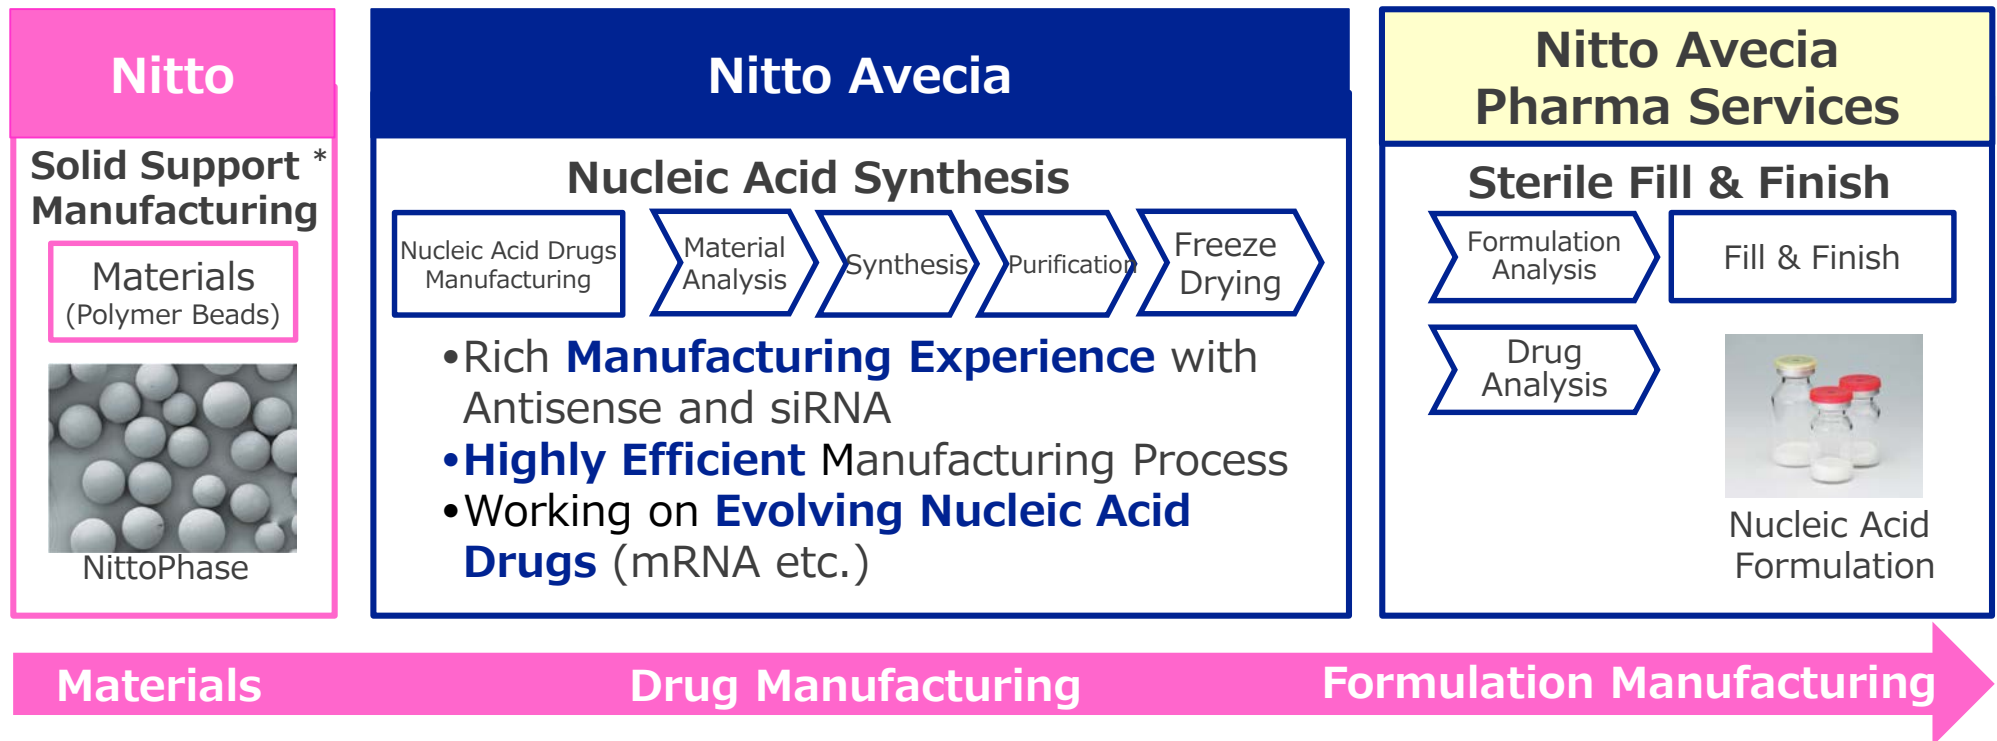 Nitto
Solid Support *
Manufacturing
Materials
(Polymer Beads)
NittoPhase
Nitto Avecia
Nucleic Acid Synthesis
Nucleic Acid Drugs
Manufacturing
Material
Analysis
Synthesis
Purification
Freeze
Drying
•Rich Manufacturing Experience with
Antisense and siRNA
•Highly Efficient Manufacturing Process
•Working on Evolving Nucleic Acid
Drugs (mRNA etc.)
Nitto Avecia
Pharma Services
Sterile Fill & Finish
Formulation
Analysis
Fill & Finish
Drug
Analysis
Nucleic Acid
Formulation
Materials
Drug Manufacturing
Formulation Manufacturing